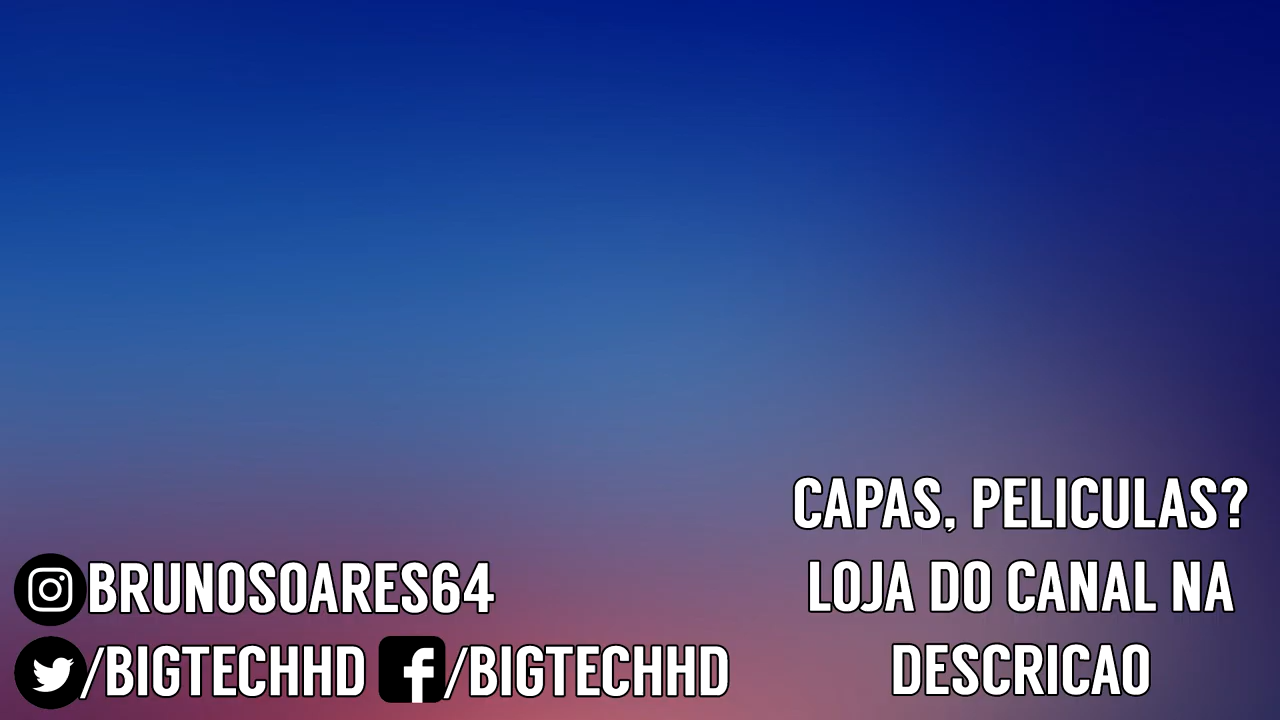 BRUNOSOARES64
/BIGTECHHD /BIGTECHHD
CAPAS, PELICULAS?
LOJA DO CANAL NA
DESCRICAO